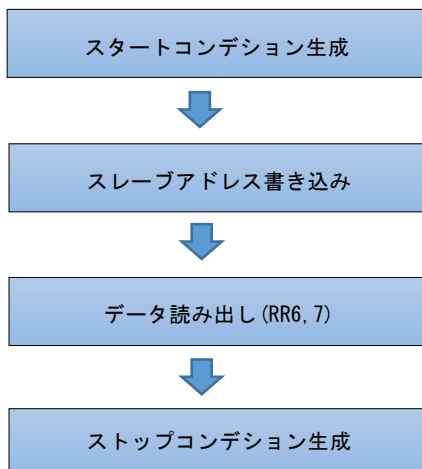 スタートコンデション生成
スレーブアドレス書き込み
データ読み出し(RR6,7)
ストップコンデション生成